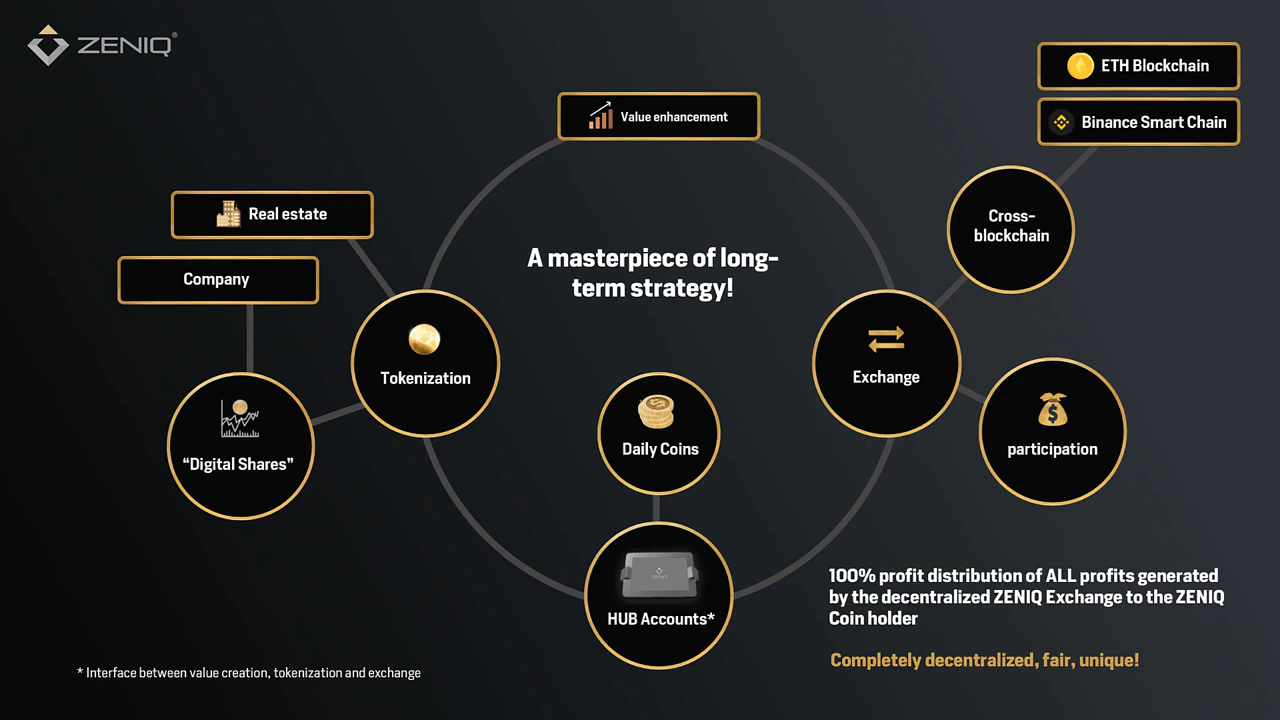 ZENIQ®
ETH Blockchain
Binance Smart Chain
Value enhancement
Real estate
Company
Cross-
blockchain
A masterpiece of long-
term strategy!
Tokenization
Exchange
"Digital Shares"
Daily Coins
participation
HUB Accounts*
100% profit distribution of ALL profits generated
by the decentralized ZENIQ Exchange to the ZENIQ
Coin holder
Completely decentralized, fair, unique!
* Interface between value creation, tokenization and exchange